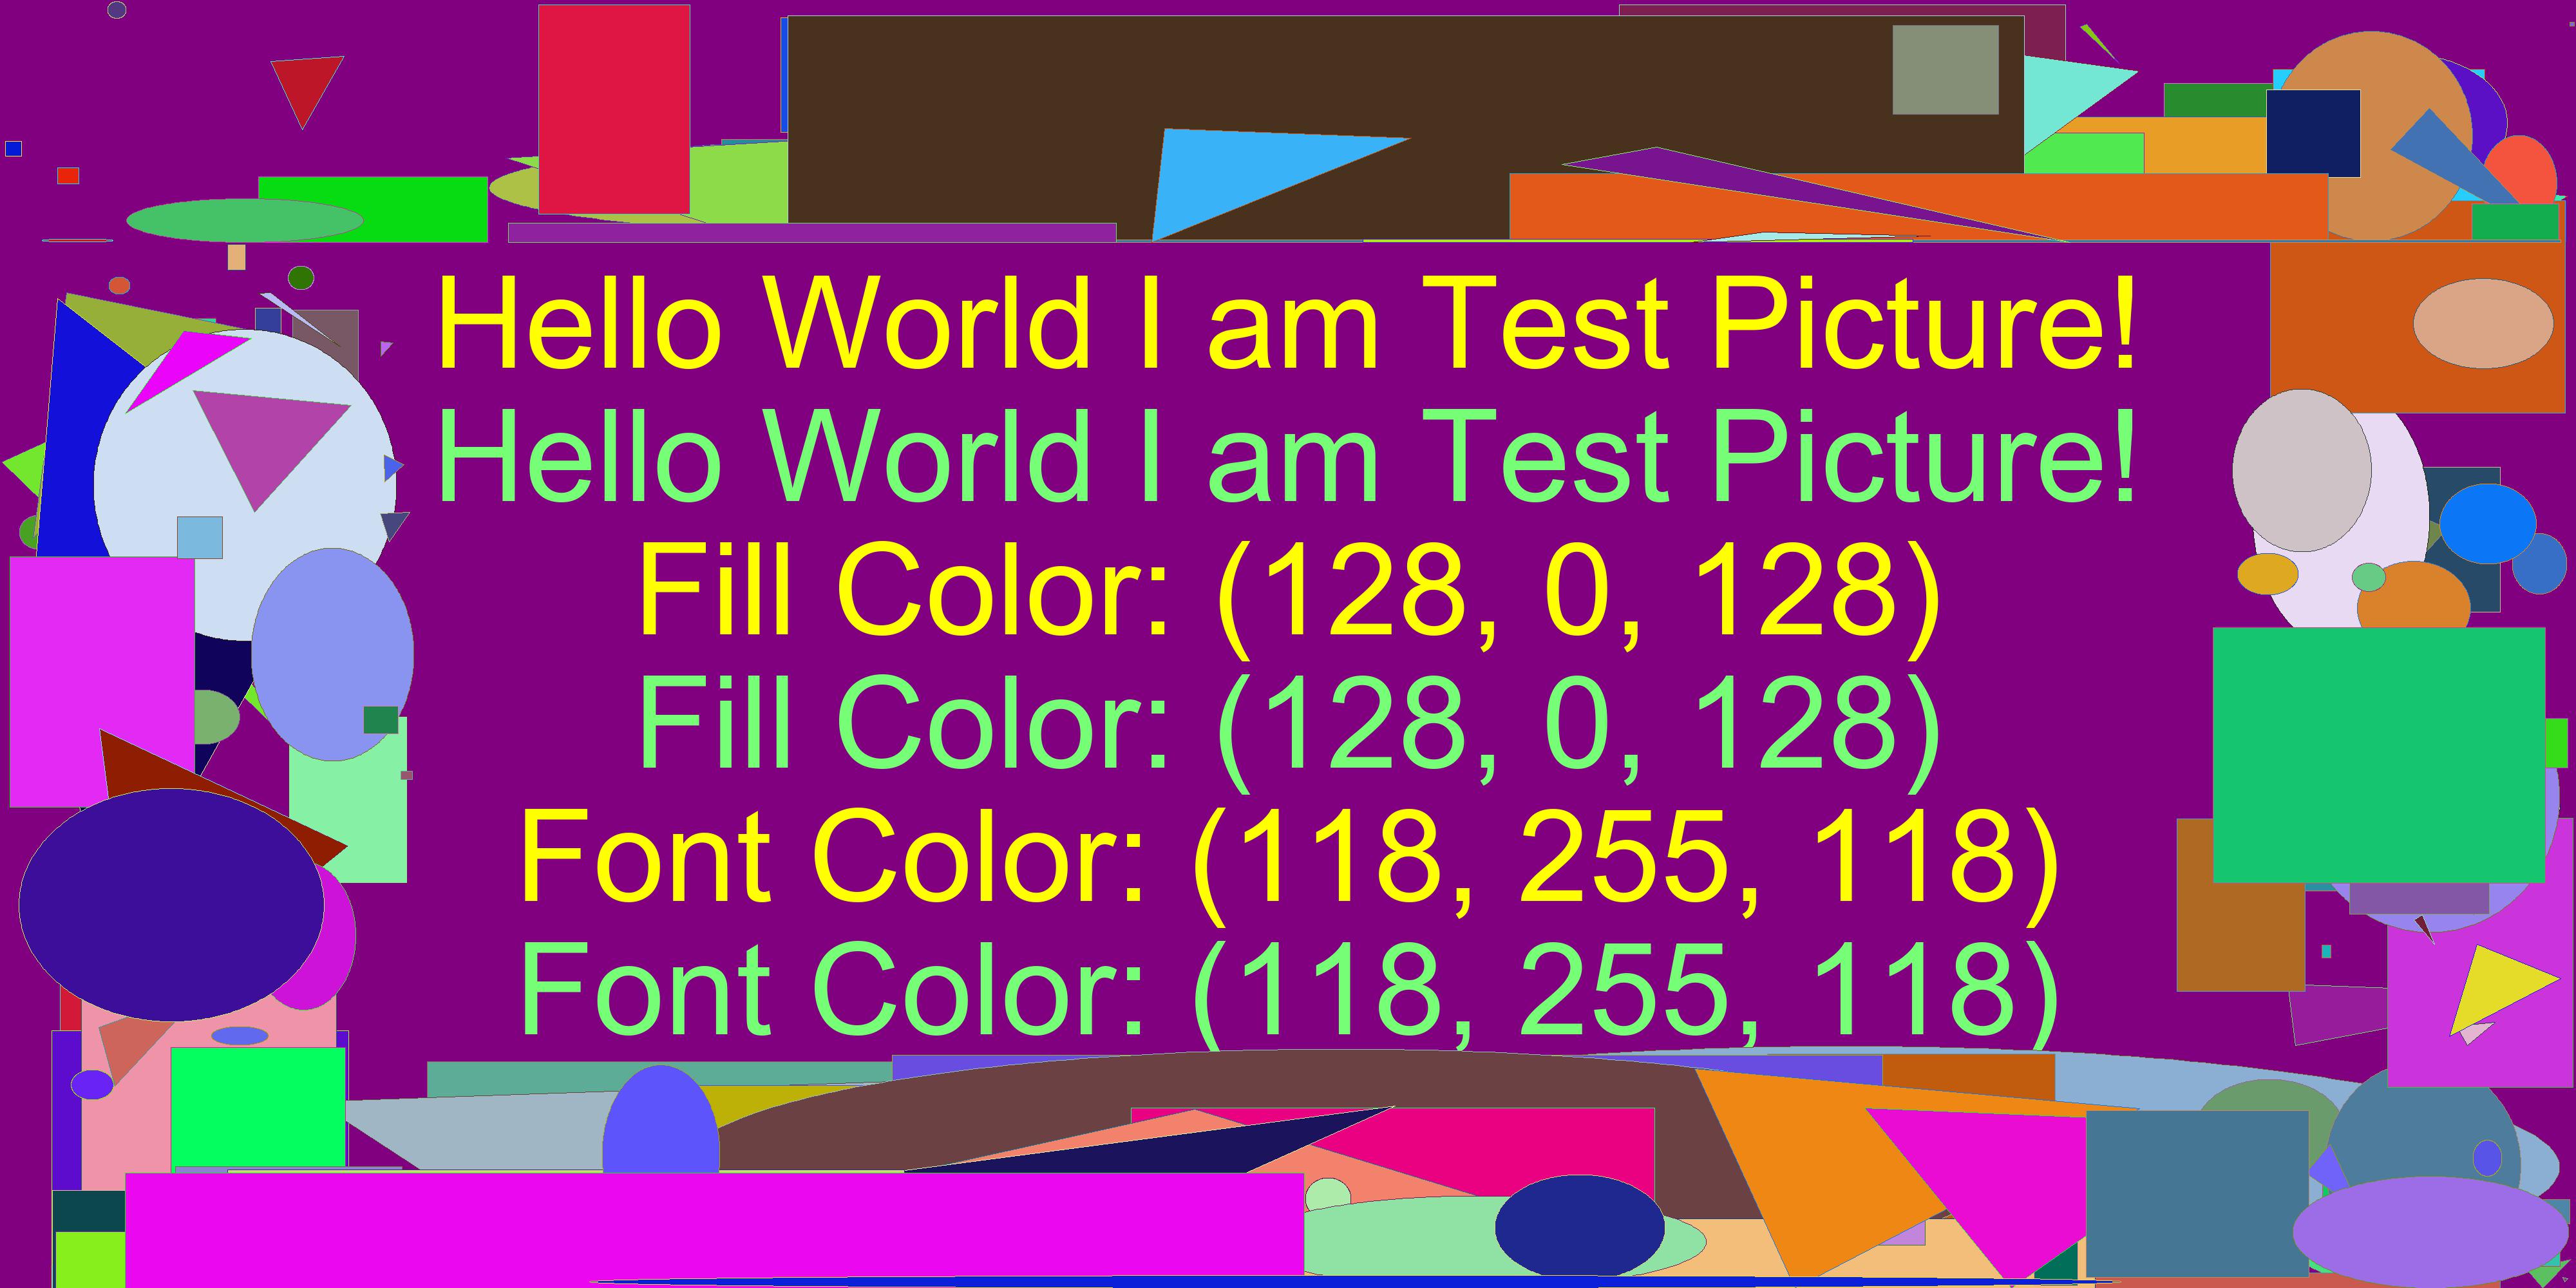 Hello World I am Test Picture!
Hello World I am Test Picture!
Fill Color: (128, 0, 128)
Fill Color: (128, 0, 128)
Font Color: (118, 255, 118)
Font Color: (118, 255, 118)